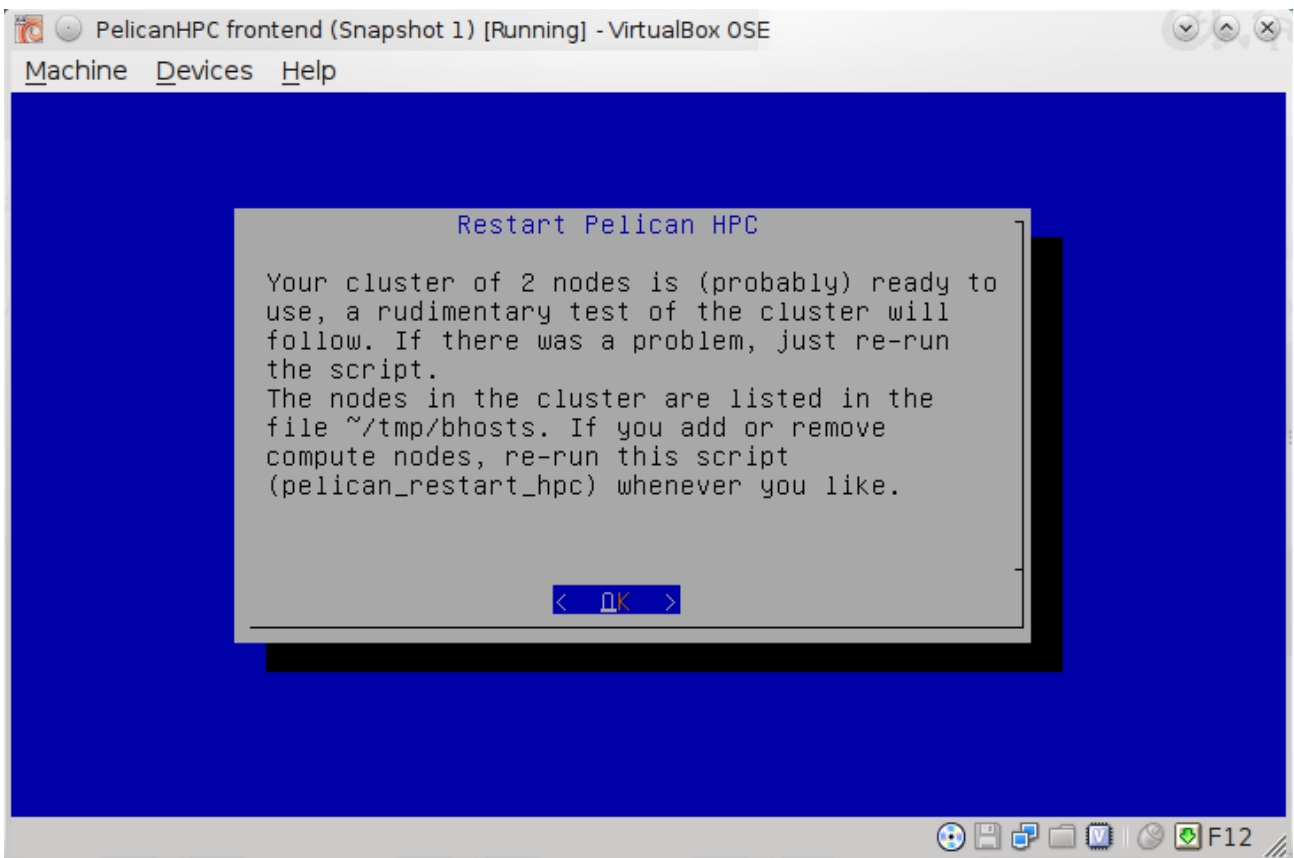 PelicanHPC frontend (Snapshot 1) [Running] - VirtualBox OSE
Machine Devices Help
Restart Pelican HPC
Your cluster of 2 nodes is (probably) ready to
use, a rudimentary test of the cluster will
follow. If there was a problem, just re-run
the script.
The nodes in the cluster are listed in the
file ~/tmp/bhosts. If you add or remove
compute nodes, re-run this script
(pelican_restart_hpc) whenever you like.
< OK >
F12